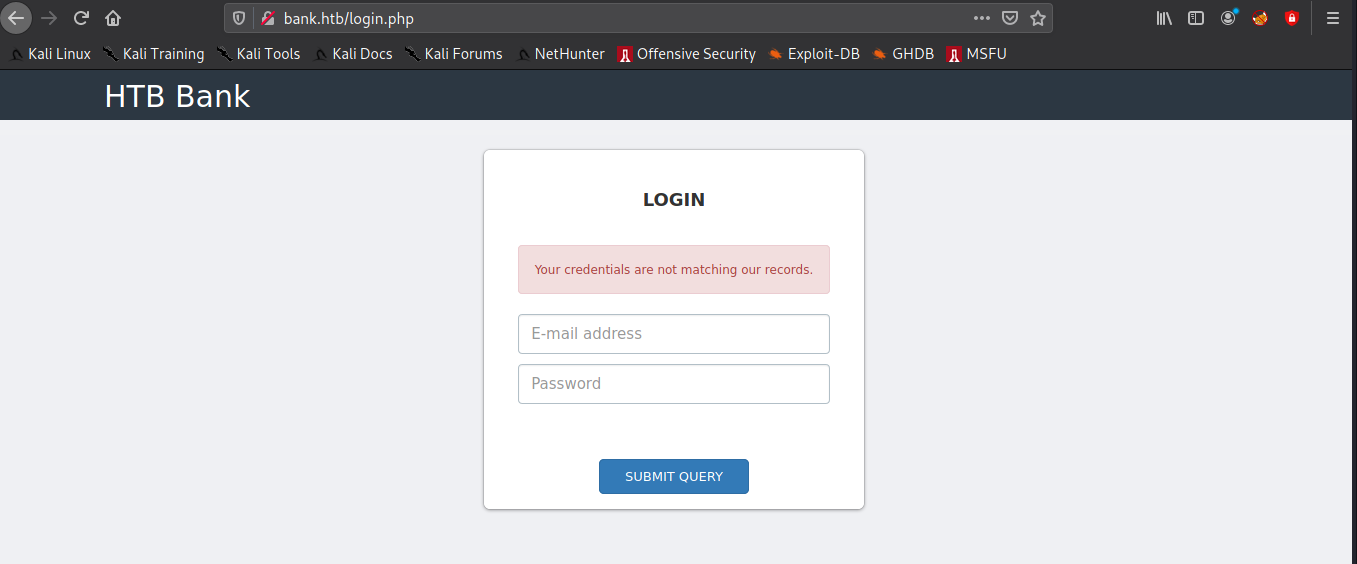 bank.htb/login.php
Kali Linux Kali Training Kali Tools Kali Docs Kali Forums NetHunter Offensive Security Exploit-DB GHDB MSFU
HTB Bank
LOGIN
Your credentials are not matching our records.
E-mail address
Password
SUBMIT QUERY